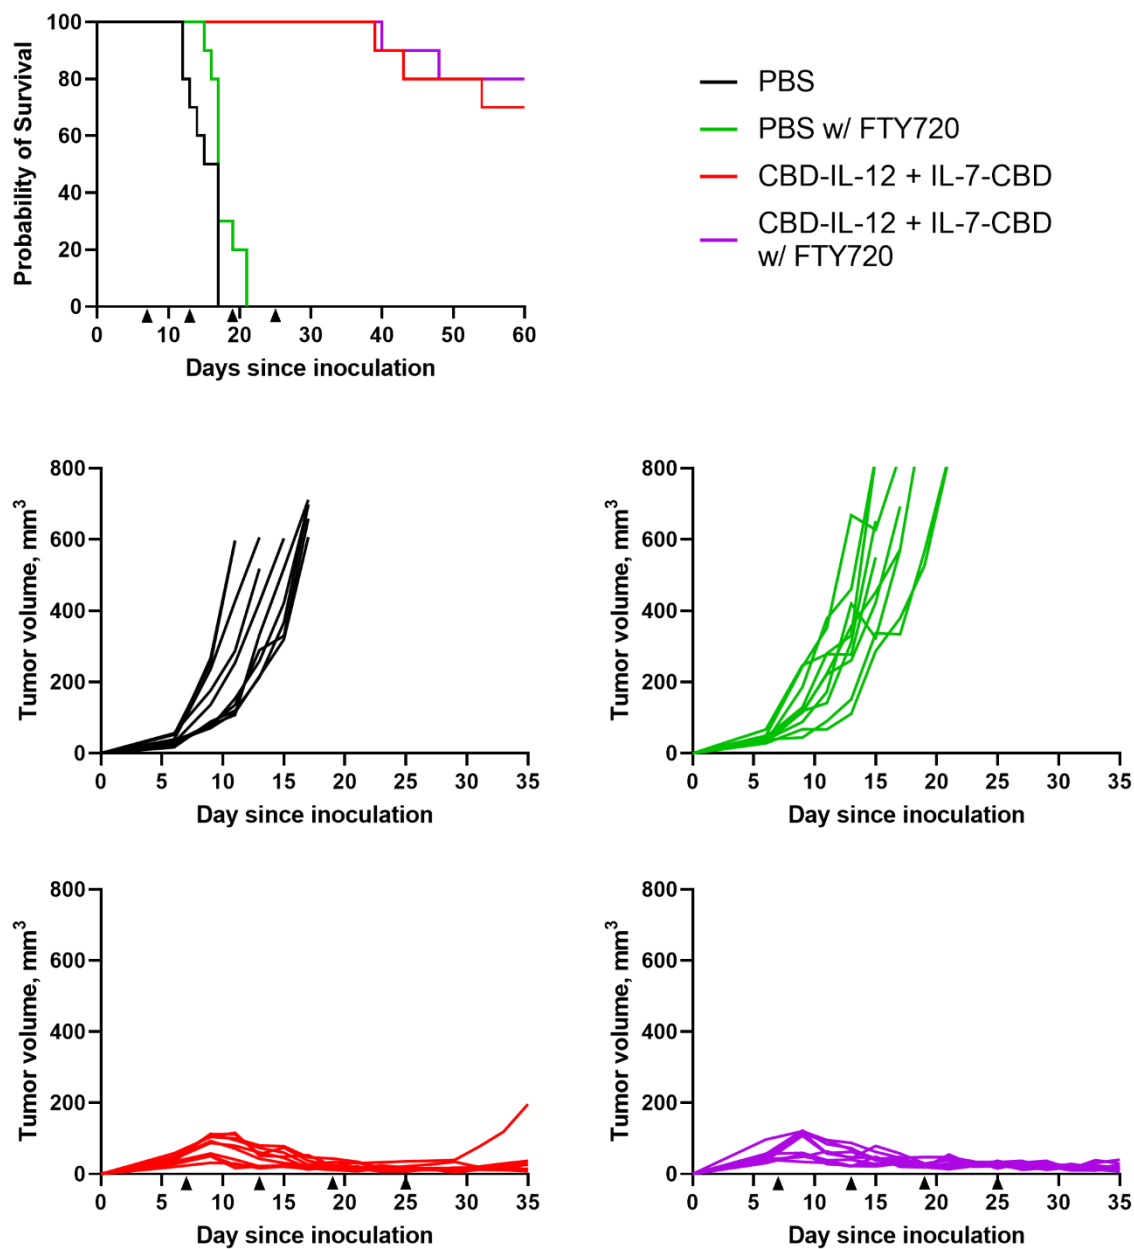 100
80
60
40
20
0
Probability of Survival
0 10 20 30 40 50 60
Days since inoculation
PBS
PBS w/ FTY720
CBD-IL-12 + IL-7-CBD
CBD-IL-12 + IL-7-CBD
w/ FTY720
800
600
400
200
0
Tumor volume, mm³
0 5 10 15 20 25 30 35
Day since inoculation
800
600
400
200
0
Tumor volume, mm³
0 5 10 15 20 25 30 35
Day since inoculation
800
600
400
200
0
Tumor volume, mm³
0 5 10 15 20 25 30 35
Day since inoculation
800
600
400
200
0
Tumor volume, mm³
0 5 10 15 20 25 30 35
Day since inoculation